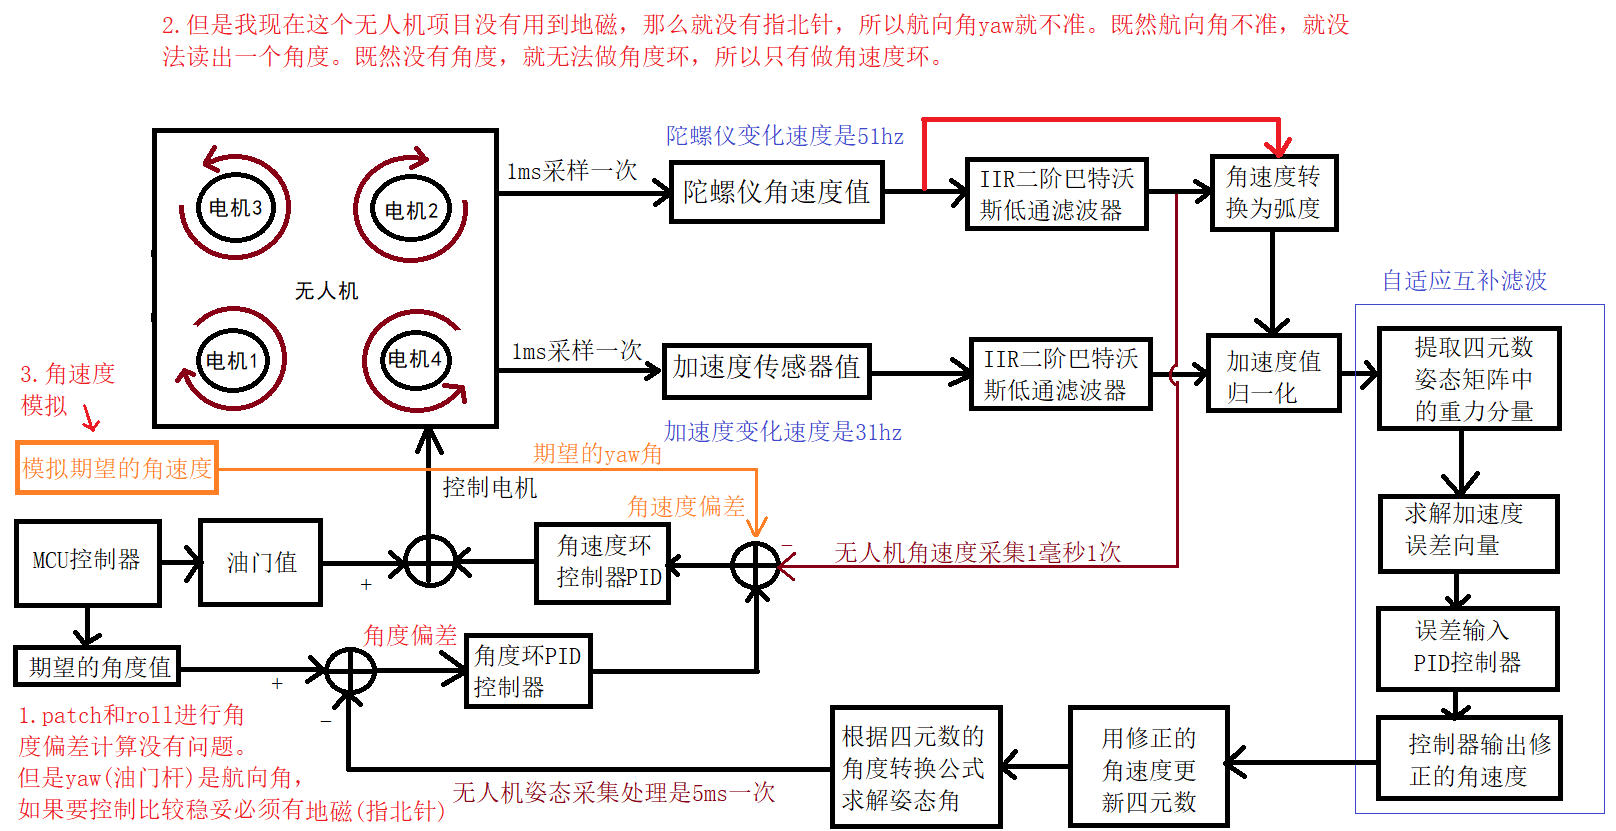 2.但是我现在这个无人机项目没有用到地磁，那么就没有指北针，所以航向角yaw就不准。既然航向角不准，就没
法读出一个角度。既然没有角度，就无法做角度环，所以只有做角速度环。
陀螺仪变化速度是51hz
电机3
电机2
无人机
电机1
电机4
1ms采样一次
陀螺仪角速度值
IIR二阶巴特沃
斯低通滤波器
角速度转
换为弧度
1ms采样一次
加速度传感器值
IIR二阶巴特沃
斯低通滤波器
加速度值
归一化
加速度变化速度是31hz
自适应互补滤波
提取四元数
姿态矩阵中
的重力分量
求解加速度
误差向量
误差输入
PID控制器
控制器输出修
正的角速度
3.角速度
模拟
模拟期望的角速度
期望的yaw角
控制电机
角速度偏差
MCU控制器
油门值
+
角速度环
控制器PID
-
无人机角速度采集1毫秒1次
期望的角度值
+
-
角度偏差
角度环PID
控制器
1.patch和roll进行角
度偏差计算没有问题。
但是yaw(油门杆)是航向角，
如果要控制比较稳妥必须有地磁(指北针)
无人机姿态采集处理是5ms一次
根据四元数的
角度转换公式
求解姿态角
用修正的
角速度更
新四元数